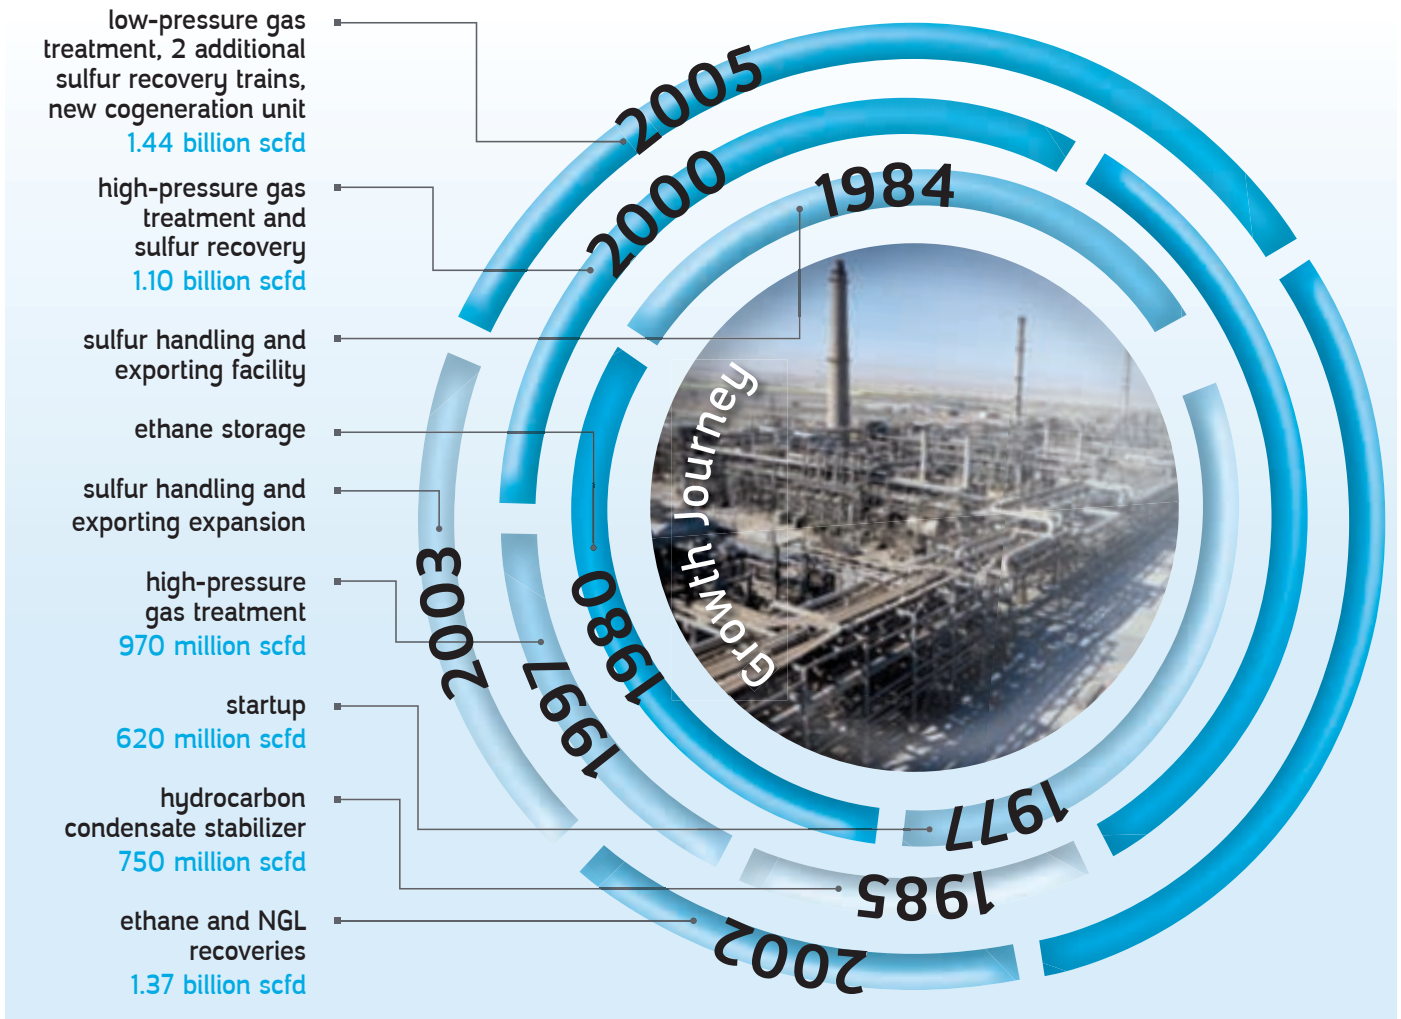 low-pressure gas
treatment, 2 additional
sulfur recovery trains,
new cogeneration unit
1.44 billion scfd
high-pressure gas
treatment and
sulfur recovery
1.10 billion scfd
sulfur handling and
exporting facility
ethane storage
sulfur handling and
exporting expansion
high-pressure
gas treatment
970 million scfd
startup
620 million scfd
hydrocarbon
condensate stabilizer
750 million scfd
ethane and NGL
recoveries
1.37 billion scfd
2005
2000
1984
2003
1997
1980
1977
1985
2002
Growth Journey